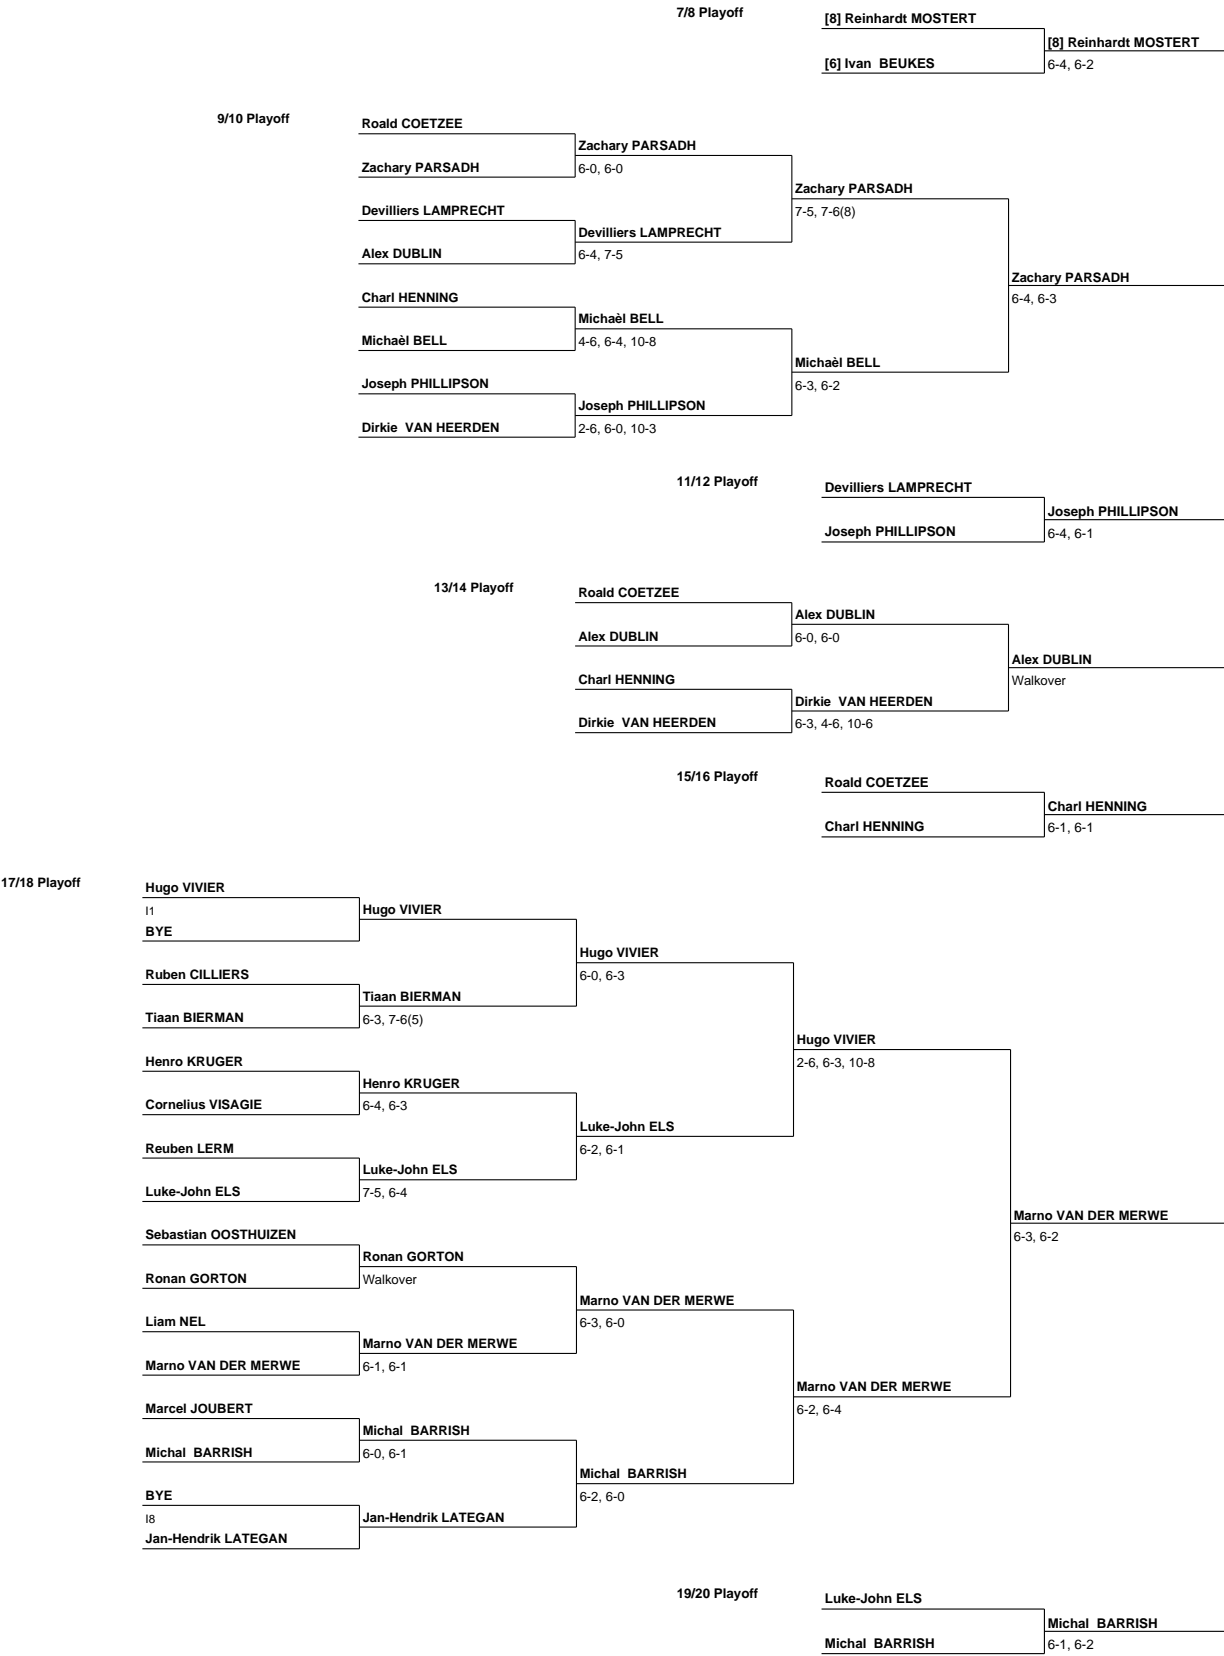 7/8 Playoff
[8] Reinhardt MOSTERT
[8] Reinhardt MOSTERT
[6] Ivan BEUKES
6-4, 6-2
9/10 Playoff
Roald COETZEE
Zachary PARSADH
Zachary PARSADH
6-0, 6-0
Zachary PARSADH
Devilliers LAMPRECHT
7-5, 7-6(8)
Devilliers LAMPRECHT
Alex DUBLIN
6-4, 7-5
Zachary PARSADH
Charl HENNING
6-4, 6-3
Michaèl BELL
Michaèl BELL
4-6, 6-4, 10-8
Michaèl BELL
Joseph PHILLIPSON
6-3, 6-2
Joseph PHILLIPSON
Dirkie VAN HEERDEN
2-6, 6-0, 10-3
11/12 Playoff
Devilliers LAMPRECHT
Joseph PHILLIPSON
Joseph PHILLIPSON
6-4, 6-1
13/14 Playoff
Roald COETZEE
Alex DUBLIN
Alex DUBLIN
6-0, 6-0
Alex DUBLIN
Charl HENNING
Walkover
Dirkie VAN HEERDEN
Dirkie VAN HEERDEN
6-3, 4-6, 10-6
15/16 Playoff
Roald COETZEE
Charl HENNING
Charl HENNING
6-1, 6-1
17/18 Playoff
Hugo VIVIER
I1
Hugo VIVIER
BYE
Hugo VIVIER
Ruben CILLIERS
6-0, 6-3
Tiaan BIERMAN
Tiaan BIERMAN
6-3, 7-6(5)
Hugo VIVIER
Henro KRUGER
2-6, 6-3, 10-8
Henro KRUGER
Cornelius VISAGIE
6-4, 6-3
Luke-John ELS
Reuben LERM
6-2, 6-1
Luke-John ELS
Luke-John ELS
7-5, 6-4
Marno VAN DER MERWE
Sebastian OOSTHUIZEN
6-3, 6-2
Ronan GORTON
Ronan GORTON
Walkover
Marno VAN DER MERWE
Liam NEL
6-3, 6-0
Marno VAN DER MERWE
Marno VAN DER MERWE
6-1, 6-1
Marno VAN DER MERWE
Marcel JOUBERT
6-2, 6-4
Michal BARRISH
Michal BARRISH
6-0, 6-1
Michal BARRISH
BYE
6-2, 6-0
I8
Jan-Hendrik LATEGAN
Jan-Hendrik LATEGAN
19/20 Playoff
Luke-John ELS
Michal BARRISH
Michal BARRISH
6-1, 6-2